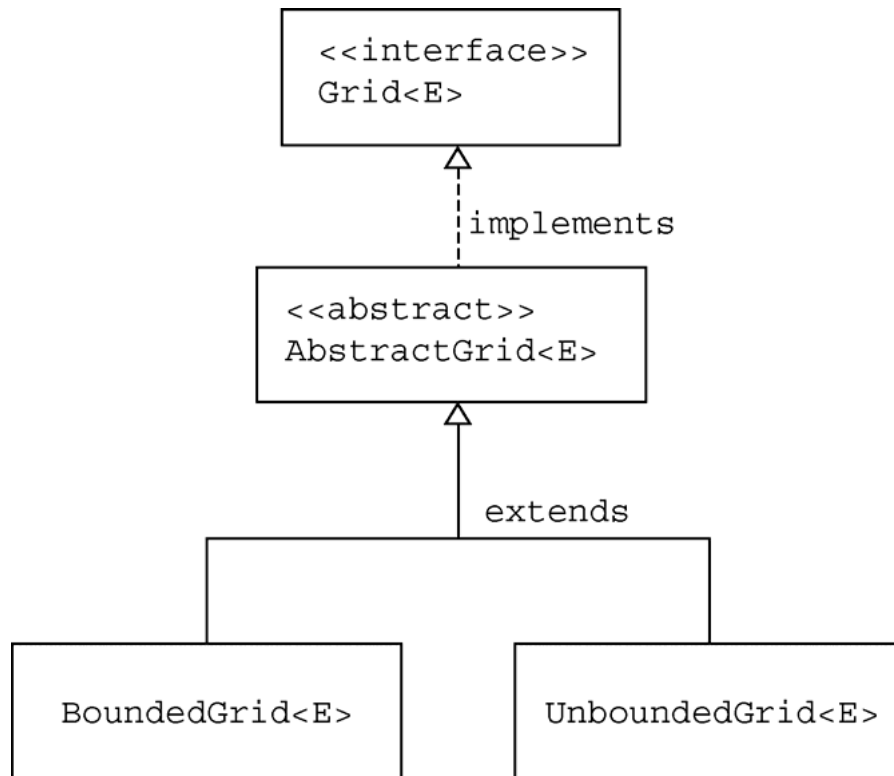 <<interface>>
Grid<E>
implements
<<abstract>>
AbstractGrid<E>
extends
BoundedGrid<E>
UnboundedGrid<E>